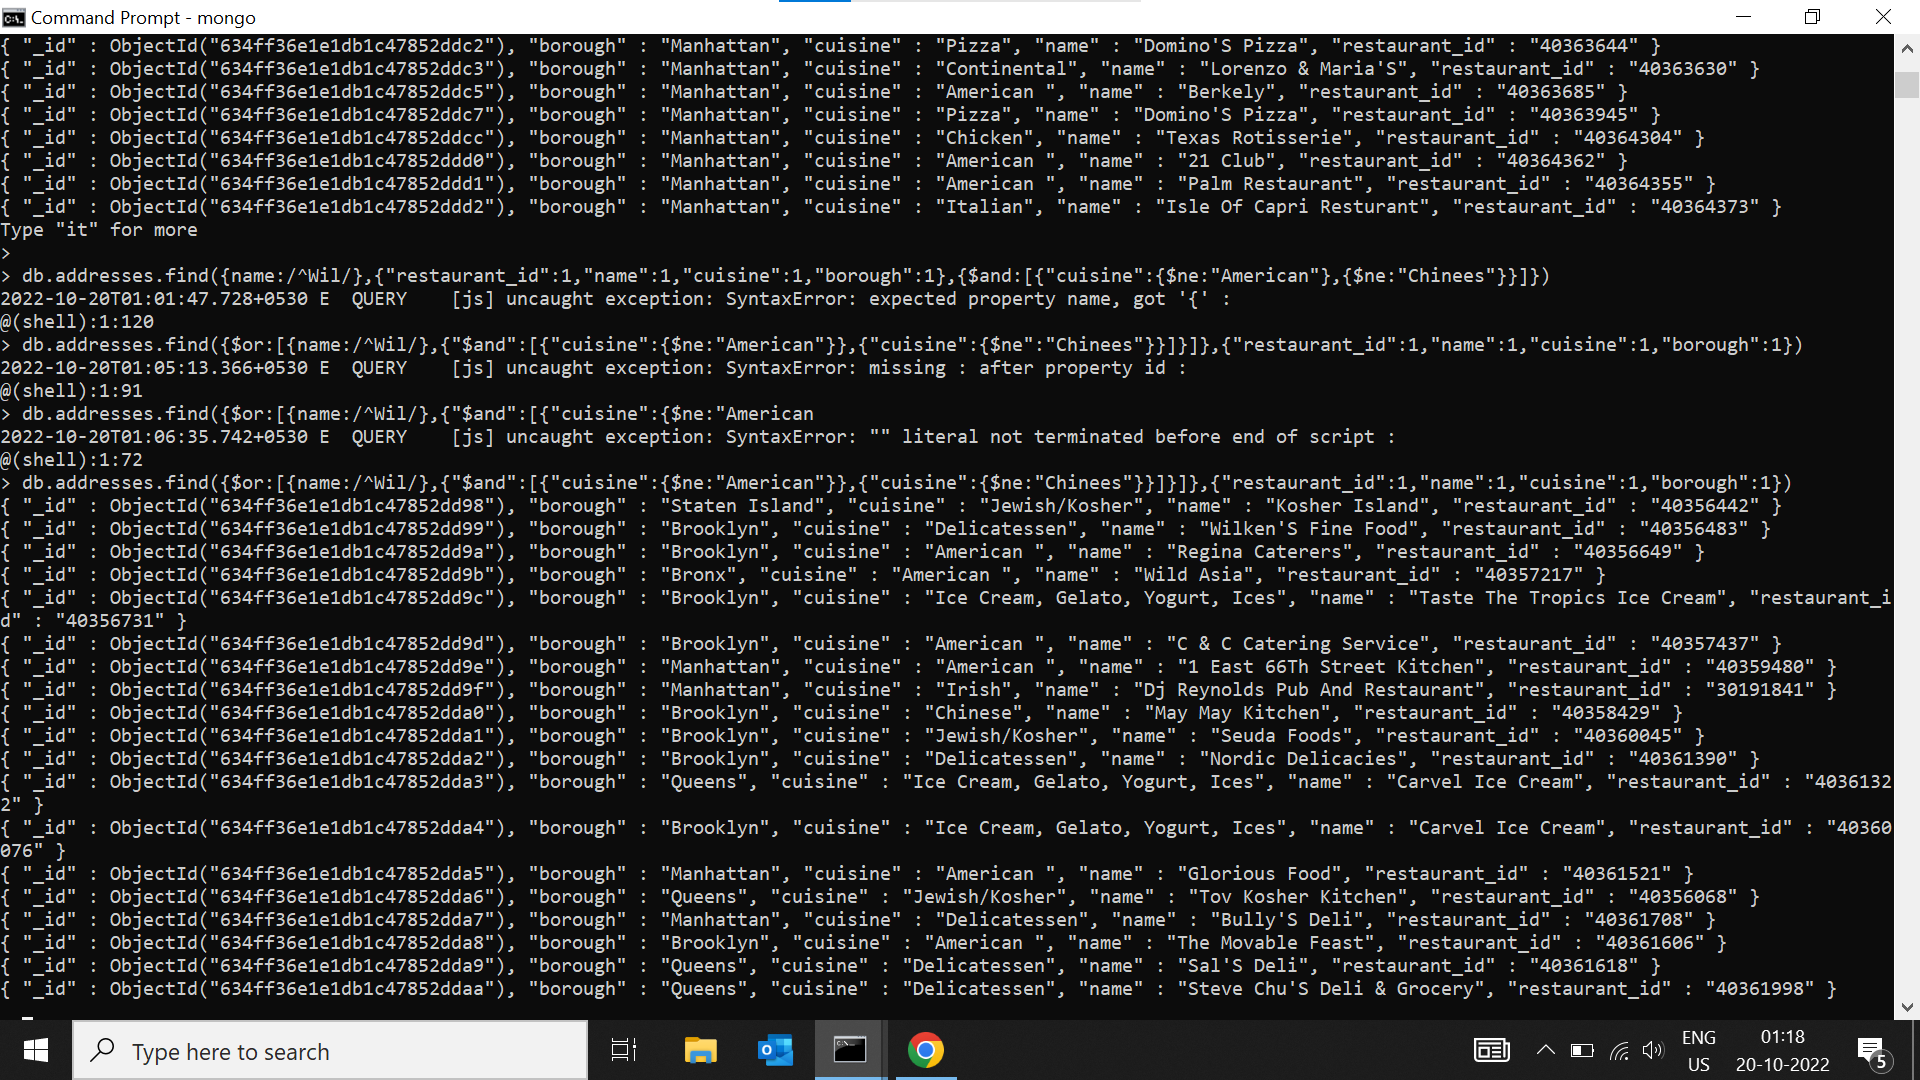 Command Prompt - mongo
{ "_id" : ObjectId("634ff36e1e1db1c47852ddc2"), "borough" : "Manhattan", "cuisine" : "Pizza", "name" : "Domino'S Pizza", "restaurant_id" : "40363644" }
{ "_id" : ObjectId("634ff36e1e1db1c47852ddc3"), "borough" : "Manhattan", "cuisine" : "Continental", "name" : "Lorenzo & Maria'S", "restaurant_id" : "40363630" }
{ "_id" : ObjectId("634ff36e1e1db1c47852ddc5"), "borough" : "Manhattan", "cuisine" : "American ", "name" : "Berkely", "restaurant_id" : "40363685" }
{ "_id" : ObjectId("634ff36e1e1db1c47852ddc7"), "borough" : "Manhattan", "cuisine" : "Pizza", "name" : "Domino'S Pizza", "restaurant_id" : "40363945" }
{ "_id" : ObjectId("634ff36e1e1db1c47852ddcc"), "borough" : "Manhattan", "cuisine" : "Chicken", "name" : "Texas Rotisserie", "restaurant_id" : "40364304" }
{ "_id" : ObjectId("634ff36e1e1db1c47852ddd0"), "borough" : "Manhattan", "cuisine" : "American ", "name" : "21 Club", "restaurant_id" : "40364362" }
{ "_id" : ObjectId("634ff36e1e1db1c47852ddd1"), "borough" : "Manhattan", "cuisine" : "American ", "name" : "Palm Restaurant", "restaurant_id" : "40364355" }
{ "_id" : ObjectId("634ff36e1e1db1c47852ddd2"), "borough" : "Manhattan", "cuisine" : "Italian", "name" : "Isle Of Capri Resturant", "restaurant_id" : "40364373" }
Type "it" for more
>
> db.addresses.find({name:/^Wil/},{"restaurant_id":1,"name":1,"cuisine":1,"borough":1},{$and:[{"cuisine":{$ne:"American"},{$ne:"Chinees"}}]})
2022-10-20T01:01:47.728+0530 E  QUERY    [js] uncaught exception: SyntaxError: expected property name, got '{' :
@(shell):1:120
> db.addresses.find({$or:[{name:/^Wil/},{"$and":[{"cuisine":{$ne:"American"}},{"cuisine":{$ne":"Chinees"}}]}]},{"restaurant_id":1,"name":1,"cuisine":1,"borough":1})
2022-10-20T01:05:13.366+0530 E  QUERY    [js] uncaught exception: SyntaxError: missing : after property id :
@(shell):1:91
> db.addresses.find({$or:[{name:/^Wil/},{"$and":[{"cuisine":{$ne:"American
2022-10-20T01:06:35.742+0530 E  QUERY    [js] uncaught exception: SyntaxError: "" literal not terminated before end of script :
@(shell):1:72
> db.addresses.find({$or:[{name:/^Wil/},{"$and":[{"cuisine":{$ne:"American"}},{"cuisine":{$ne:"Chinees"}}]}]},{"restaurant_id":1,"name":1,"cuisine":1,"borough":1})
{ "_id" : ObjectId("634ff36e1e1db1c47852dd98"), "borough" : "Staten Island", "cuisine" : "Jewish/Kosher", "name" : "Kosher Island", "restaurant_id" : "40356442" }
{ "_id" : ObjectId("634ff36e1e1db1c47852dd99"), "borough" : "Brooklyn", "cuisine" : "Delicatessen", "name" : "Wilken'S Fine Food", "restaurant_id" : "40356483" }
{ "_id" : ObjectId("634ff36e1e1db1c47852dd9a"), "borough" : "Brooklyn", "cuisine" : "American ", "name" : "Regina Caterers", "restaurant_id" : "40356649" }
{ "_id" : ObjectId("634ff36e1e1db1c47852dd9b"), "borough" : "Bronx", "cuisine" : "American ", "name" : "Wild Asia", "restaurant_id" : "40357217" }
{ "_id" : ObjectId("634ff36e1e1db1c47852dd9c"), "borough" : "Brooklyn", "cuisine" : "Ice Cream, Gelato, Yogurt, Ices", "name" : "Taste The Tropics Ice Cream", "restaurant_i
d" : "40356731" }
{ "_id" : ObjectId("634ff36e1e1db1c47852dd9d"), "borough" : "Brooklyn", "cuisine" : "American ", "name" : "C & C Catering Service", "restaurant_id" : "40357437" }
{ "_id" : ObjectId("634ff36e1e1db1c47852dd9e"), "borough" : "Manhattan", "cuisine" : "American ", "name" : "1 East 66Th Street Kitchen", "restaurant_id" : "40359480" }
{ "_id" : ObjectId("634ff36e1e1db1c47852dd9f"), "borough" : "Manhattan", "cuisine" : "Irish", "name" : "Dj Reynolds Pub And Restaurant", "restaurant_id" : "30191841" }
{ "_id" : ObjectId("634ff36e1e1db1c47852dda0"), "borough" : "Brooklyn", "cuisine" : "Chinese", "name" : "May May Kitchen", "restaurant_id" : "40358429" }
{ "_id" : ObjectId("634ff36e1e1db1c47852dda1"), "borough" : "Brooklyn", "cuisine" : "Jewish/Kosher", "name" : "Seuda Foods", "restaurant_id" : "40360045" }
{ "_id" : ObjectId("634ff36e1e1db1c47852dda2"), "borough" : "Brooklyn", "cuisine" : "Delicatessen", "name" : "Nordic Delicacies", "restaurant_id" : "40361390" }
{ "_id" : ObjectId("634ff36e1e1db1c47852dda3"), "borough" : "Queens", "cuisine" : "Ice Cream, Gelato, Yogurt, Ices", "name" : "Carvel Ice Cream", "restaurant_id" : "4036132
2" }
{ "_id" : ObjectId("634ff36e1e1db1c47852dda4"), "borough" : "Brooklyn", "cuisine" : "Ice Cream, Gelato, Yogurt, Ices", "name" : "Carvel Ice Cream", "restaurant_id" : "40360
076" }
{ "_id" : ObjectId("634ff36e1e1db1c47852dda5"), "borough" : "Manhattan", "cuisine" : "American ", "name" : "Glorious Food", "restaurant_id" : "40361521" }
{ "_id" : ObjectId("634ff36e1e1db1c47852dda6"), "borough" : "Queens", "cuisine" : "Jewish/Kosher", "name" : "Tov Kosher Kitchen", "restaurant_id" : "40356068" }
{ "_id" : ObjectId("634ff36e1e1db1c47852dda7"), "borough" : "Manhattan", "cuisine" : "Delicatessen", "name" : "Bully'S Deli", "restaurant_id" : "40361708" }
{ "_id" : ObjectId("634ff36e1e1db1c47852dda8"), "borough" : "Brooklyn", "cuisine" : "American ", "name" : "The Movable Feast", "restaurant_id" : "40361606" }
{ "_id" : ObjectId("634ff36e1e1db1c47852dda9"), "borough" : "Queens", "cuisine" : "Delicatessen", "name" : "Sal'S Deli", "restaurant_id" : "40361618" }
{ "_id" : ObjectId("634ff36e1e1db1c47852ddaa"), "borough" : "Queens", "cuisine" : "Delicatessen", "name" : "Steve Chu'S Deli & Grocery", "restaurant_id" : "40361998" }
Type here to search
ENG
US
01:18
20-10-2022
5